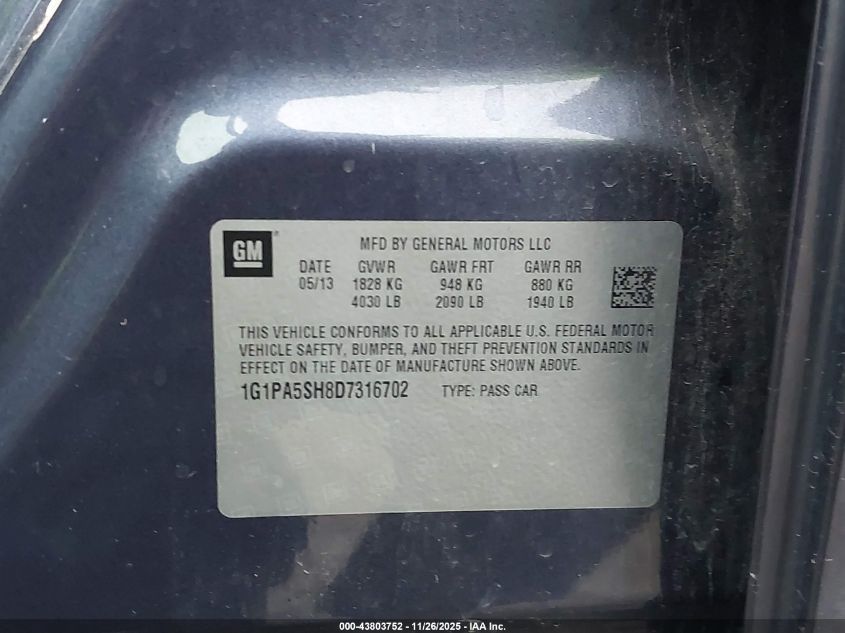 GM
MFD BY GENERAL MOTORS LLC
DATE GVWR GAWR FRT GAWR RR
05/13 1828 KG 948 KG 880 KG
4030 LB 2090 LB 1940 LB
THIS VEHICLE CONFORMS TO ALL APPLICABLE U.S. FEDERAL MOTOR
VEHICLE SAFETY, BUMPER, AND THEFT PREVENTION STANDARDS IN
EFFECT ON THE DATE OF MANUFACTURE SHOWN ABOVE.
1G1PA5SH8D7316702 TYPE: PASS CAR
000-43803752 - 11/26/2025 - IAA Inc.